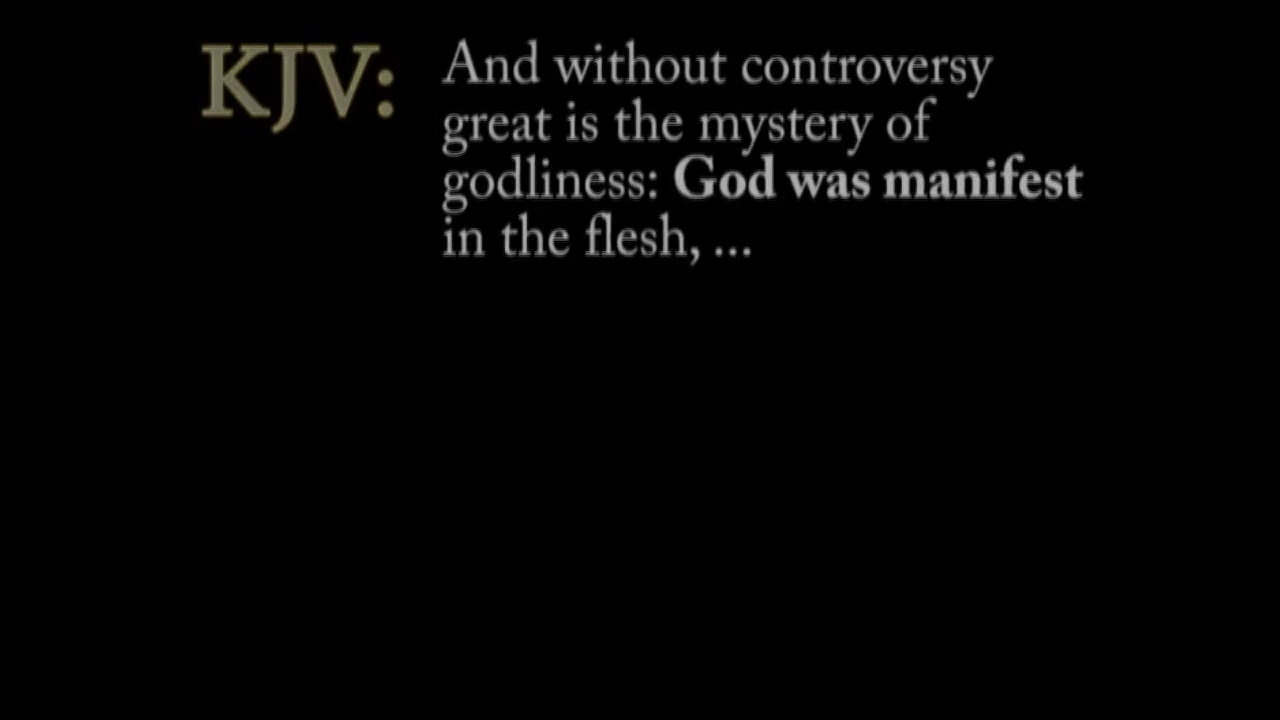 KJV: And without controversy
great is the mystery of
godliness: God was manifest
in the flesh, ...